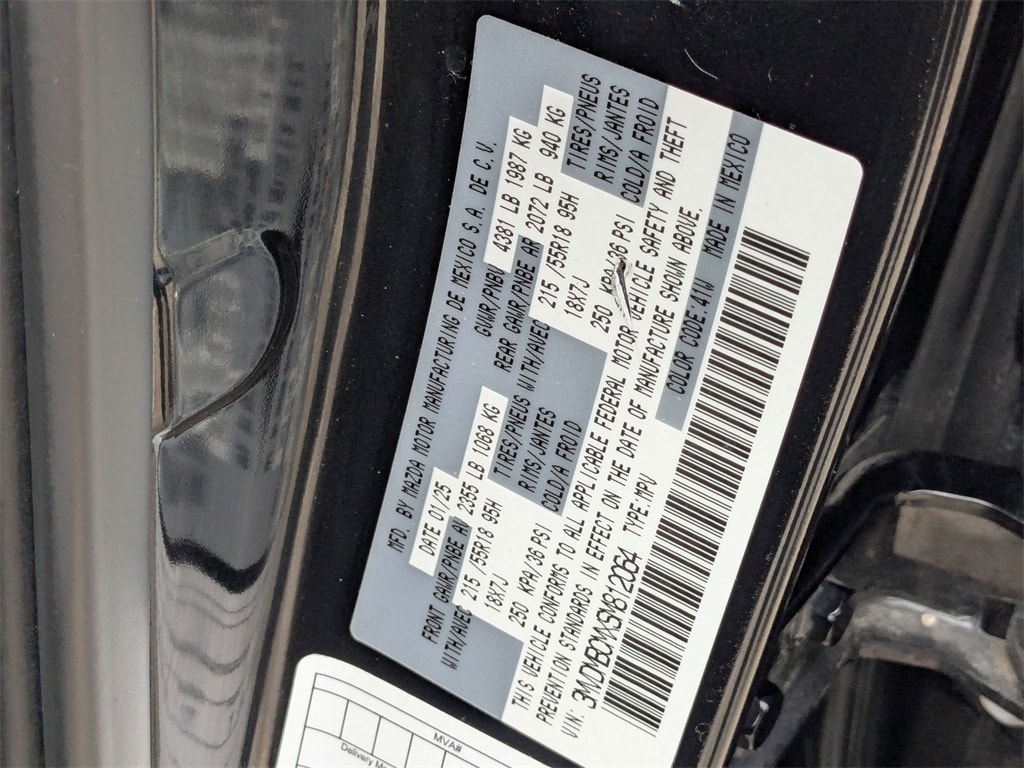 MFD. BY MAZDA MOTOR MANUFACTURING DE MEXICO S.A. DE C.V.
DATE 01/25 GVWR/PNBV 4381 LB 1987 KG
FRONT GAWR/PNBE AV 2355 LB 1068 KG REAR GAWR/PNBE AR 2072 LB 940 KG
WITH/AVEC 215/55R18 95H TIRES/PNEUS WITH/AVEC 215/55R18 95H TIRES/PNEUS
18X7J RIMS/JANTES 18X7J RIMS/JANTES
250 KPA/36 PSI COLD/A FROID 250 KPA/36 PSI COLD/A FROID
THIS VEHICLE CONFORMS TO ALL APPLICABLE FEDERAL MOTOR VEHICLE SAFETY AND THEFT
PREVENTION STANDARDS IN EFFECT ON THE DATE OF MANUFACTURE SHOWN ABOVE.
VIN: TYPE:MPV COLOR CODE:41W MADE IN MEXICO
MVA#
Delivery